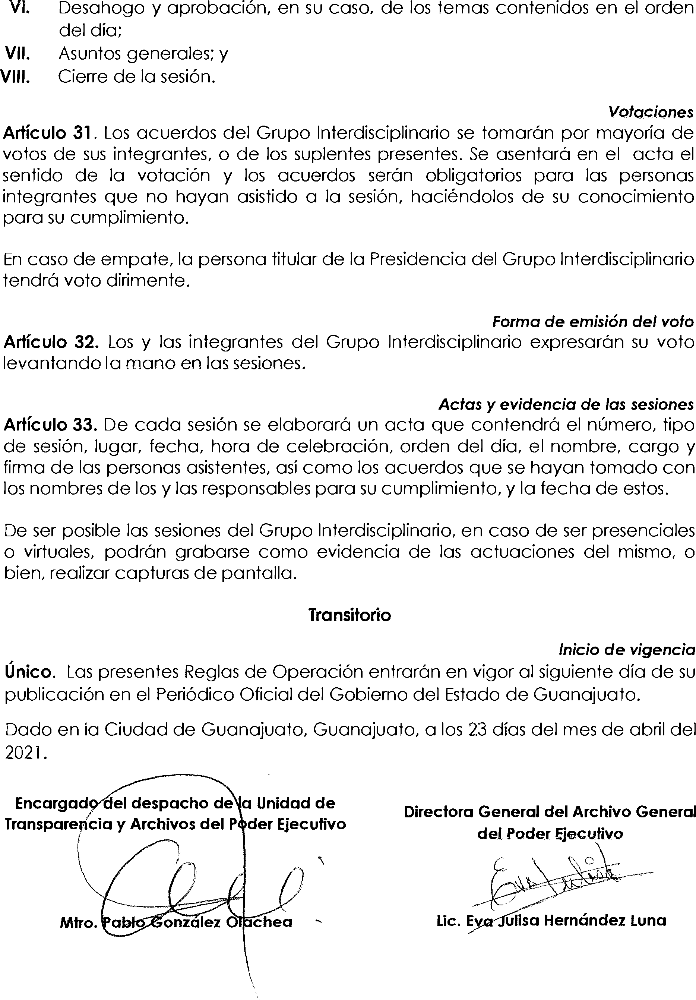 VI. Desahogo y aprobación, en su caso, de los temas contenidos en el orden
del día;
VII. Asuntos generales; y
VIII. Cierre de la sesión.
Votaciones
Artículo 31. Los acuerdos del Grupo Interdisciplinario se tomarán por mayoría de
votos de sus integrantes, o de los suplentes presentes. Se asentará en el acta el
sentido de la votación y los acuerdos serán obligatorios para las personas
integrantes que no hayan asistido a la sesión, haciéndolos de su conocimiento
para su cumplimiento.
En caso de empate, la persona titular de la Presidencia del Grupo Interdisciplinario
tendrá voto dirimente.
Forma de emisión del voto
Artículo 32. Los y las integrantes del Grupo Interdisciplinario expresarán su voto
levantando la mano en las sesiones.
Actas y evidencia de las sesiones
Artículo 33. De cada sesión se elaborará un acta que contendrá el número, tipo
de sesión, lugar, fecha, hora de celebración, orden del día, el nombre, cargo y
firma de las personas asistentes, así como los acuerdos que se hayan tomado con
los nombres de los y las responsables para su cumplimiento, y la fecha de estos.
De ser posible las sesiones del Grupo Interdisciplinario, en caso de ser presenciales
o virtuales, podrán grabarse como evidencia de las actuaciones del mismo, o
bien, realizar capturas de pantalla.
Transitorio
Inicio de vigencia
Único. Las presentes Reglas de Operación entrarán en vigor al siguiente día de su
publicación en el Periódico Oficial del Gobierno del Estado de Guanajuato.
Dado en la Ciudad de Guanajuato, Guanajuato, a los 23 días del mes de abril del
2021.
Encargado del despacho de la Unidad de
Transparencia y Archivos del Poder Ejecutivo
Mtro. Pablo González Olachea
Directora General del Archivo General
del Poder Ejecutivo
Eva Julisa
Lic. Eva Julisa Hernández Luna